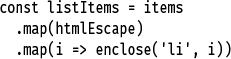 const listItems = items
  .map(htmlEscape)
  .map(i => enclose('li', i))